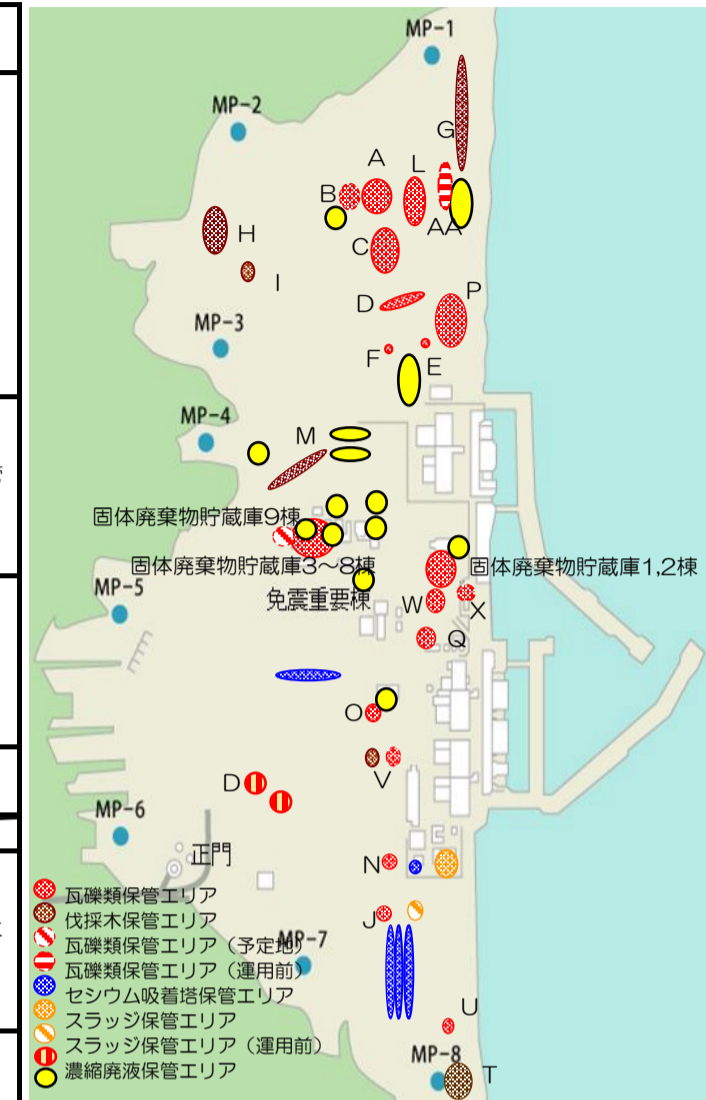 MP-1
MP-2
G
A
L
B
AA
H
C
I
D
P
MP-3
F
E
MP-4
M
固体廃棄物貯蔵庫9棟
固体廃棄物貯蔵庫3～8棟
固体廃棄物貯蔵庫1,2棟
免震重要棟
MP-5
W
X
Q
O
V
D
MP-6
正門
N
J
MP-7
U
MP-8
T
瓦礫類保管エリア
伐採木保管エリア
瓦礫類保管エリア（予定地）
瓦礫類保管エリア（運用前）
セシウム吸着塔保管エリア
スラッジ保管エリア
スラッジ保管エリア（運用前）
濃縮廃液保管エリア